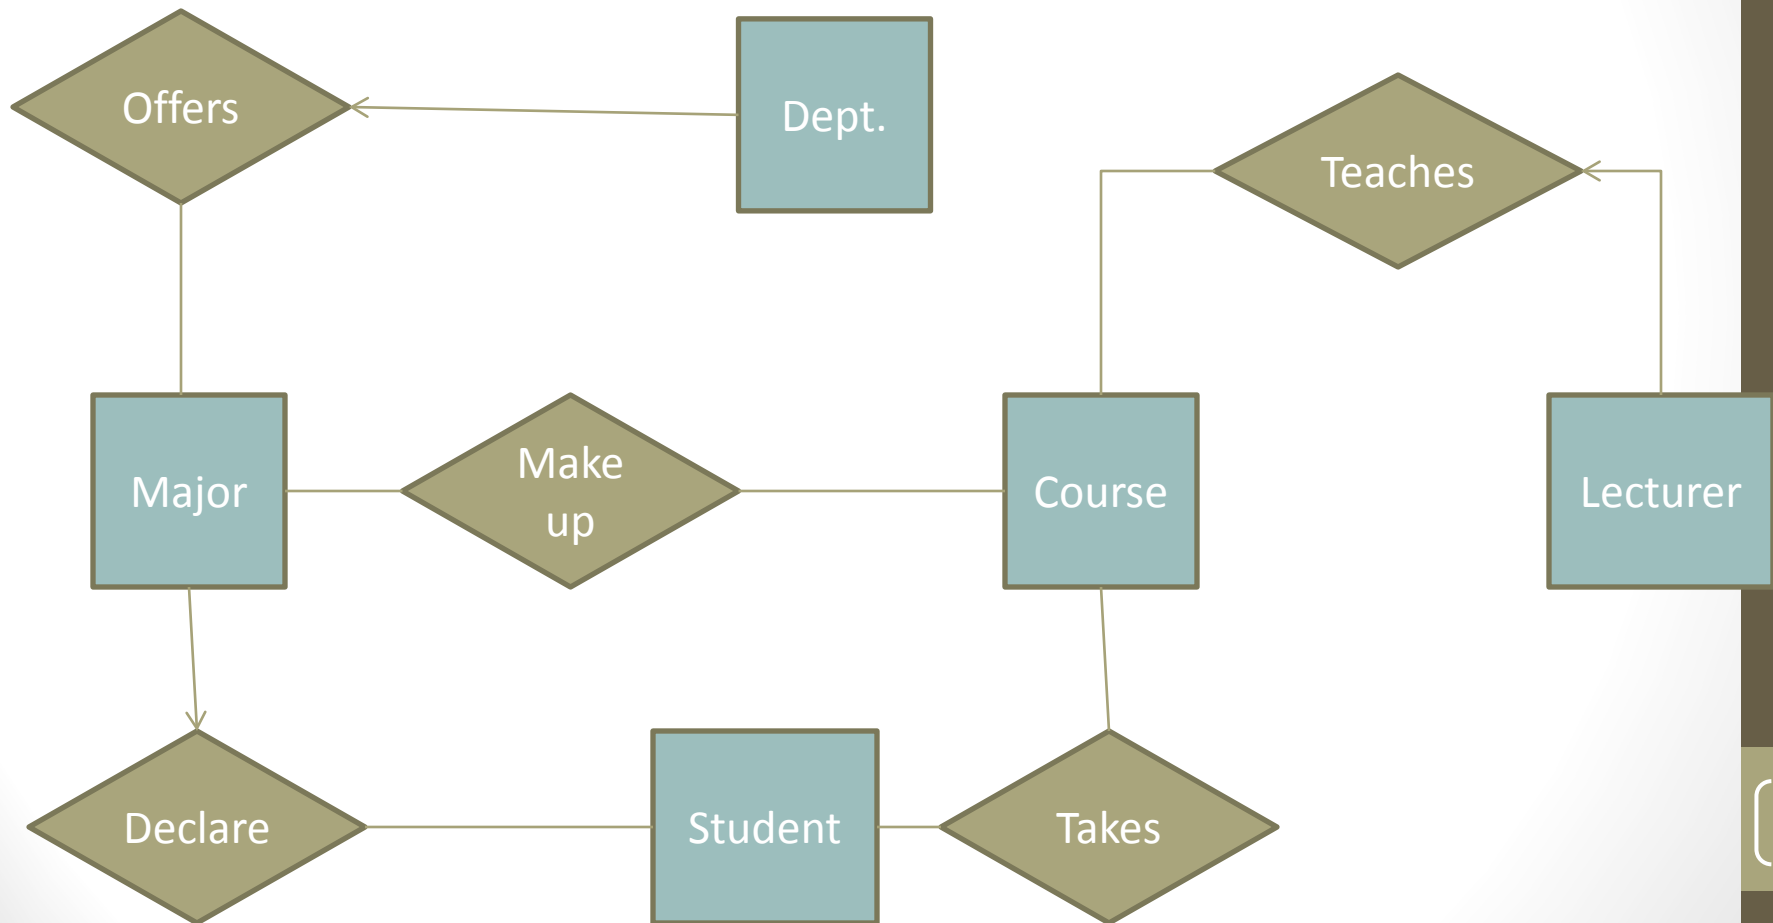 Offers
Dept.
Teaches
Major
Make
up
Course
Lecturer
Declare
Student
Takes